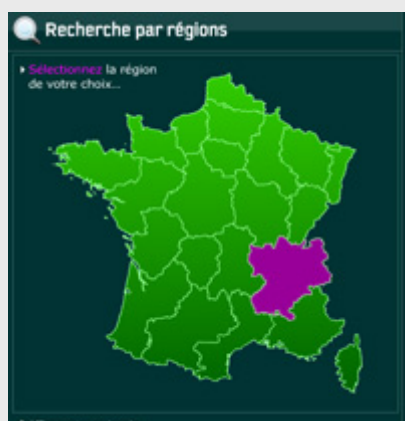 Recherche par régions
Sélectionnez la région
de votre choix...